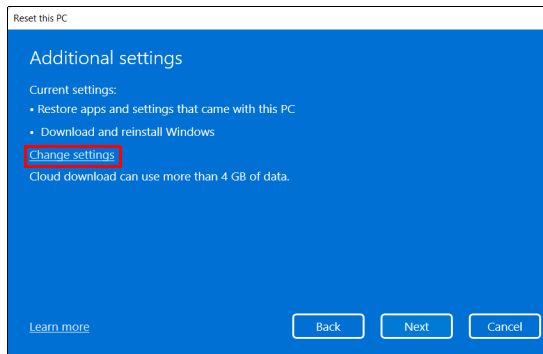 Reset this PC
Additional settings
Current settings:
• Restore apps and settings that came with this PC
• Download and reinstall Windows
Change settings
Cloud download can use more than 4 GB of data.
Learn more
Back
Next
Cancel